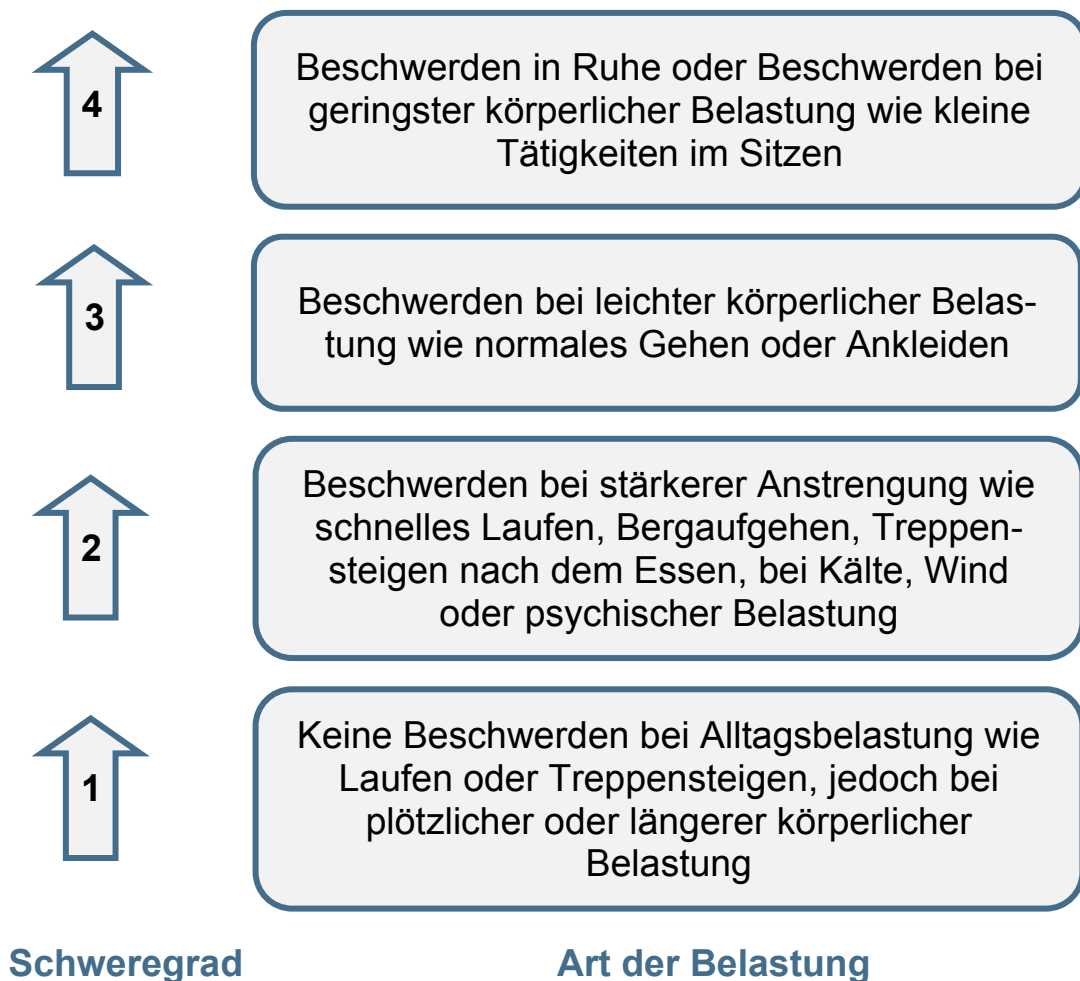 4
Beschwerden in Ruhe oder Beschwerden bei
geringster körperlicher Belastung wie kleine
Tätigkeiten im Sitzen
3
Beschwerden bei leichter körperlicher Belas-
tung wie normales Gehen oder Ankleiden
2
Beschwerden bei stärkerer Anstrengung wie
schnelles Laufen, Bergaufgehen, Treppen-
steigen nach dem Essen, bei Kälte, Wind
oder psychischer Belastung
1
Keine Beschwerden bei Alltagsbelastung wie
Laufen oder Treppensteigen, jedoch bei
plötzlicher oder längerer körperlicher
Belastung
Schweregrad Art der Belastung